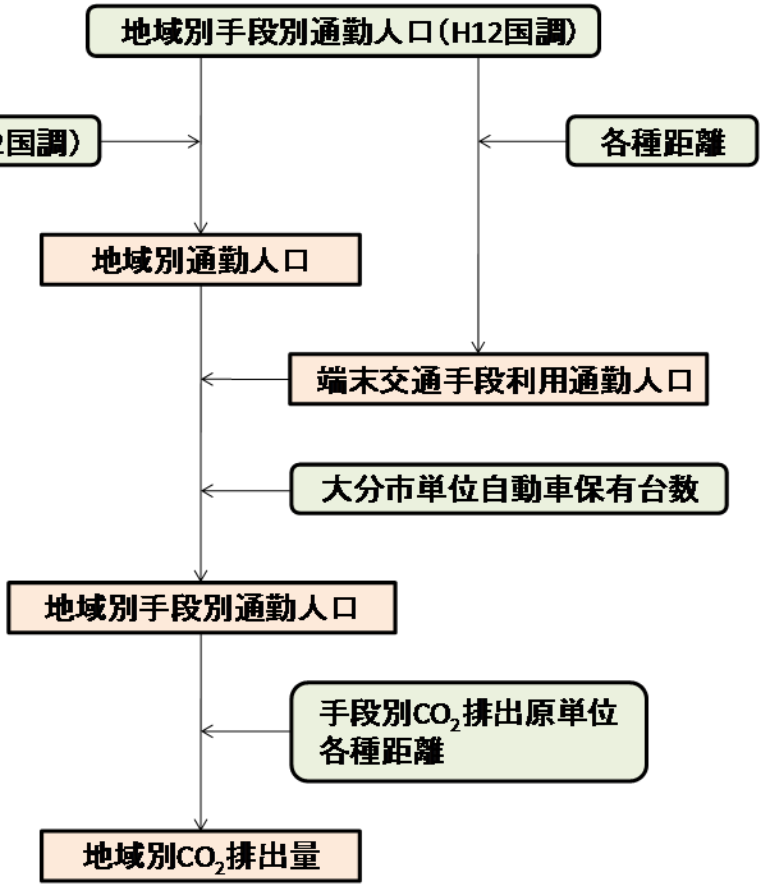 地域別手段別通勤人口(H12国調)
2国調)
各種距離
地域別通勤人口
端末交通手段利用通勤人口
大分市単位自動車保有台数
地域別手段別通勤人口
手段別CO₂排出原単位
各種距離
地域別CO₂排出量